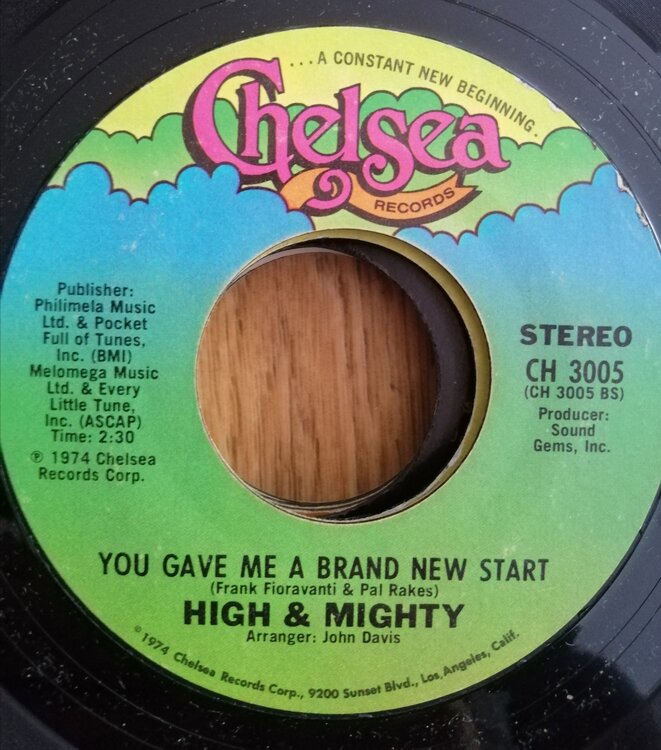 ...A CONSTANT NEW BEGINNING.
Chelsea
RECORDS
Publisher:
Philimela Music
Ltd. & Pocket
Full of Tunes,
Inc. (BMI)
Melomega Music
Ltd. & Every
Little Tune,
Inc. (ASCAP)
Time: 2:30
℗ 1974 Chelsea
Records Corp.
STEREO
CH 3005
(CH 3005 BS)
Producer:
Sound
Gems, Inc.
YOU GAVE ME A BRAND NEW START
(Frank Fioravanti & Pal Rakes)
HIGH & MIGHTY
Arranger: John Davis
©1974 Chelsea Records Corp., 9200 Sunset Blvd., Los Angeles, Calif.